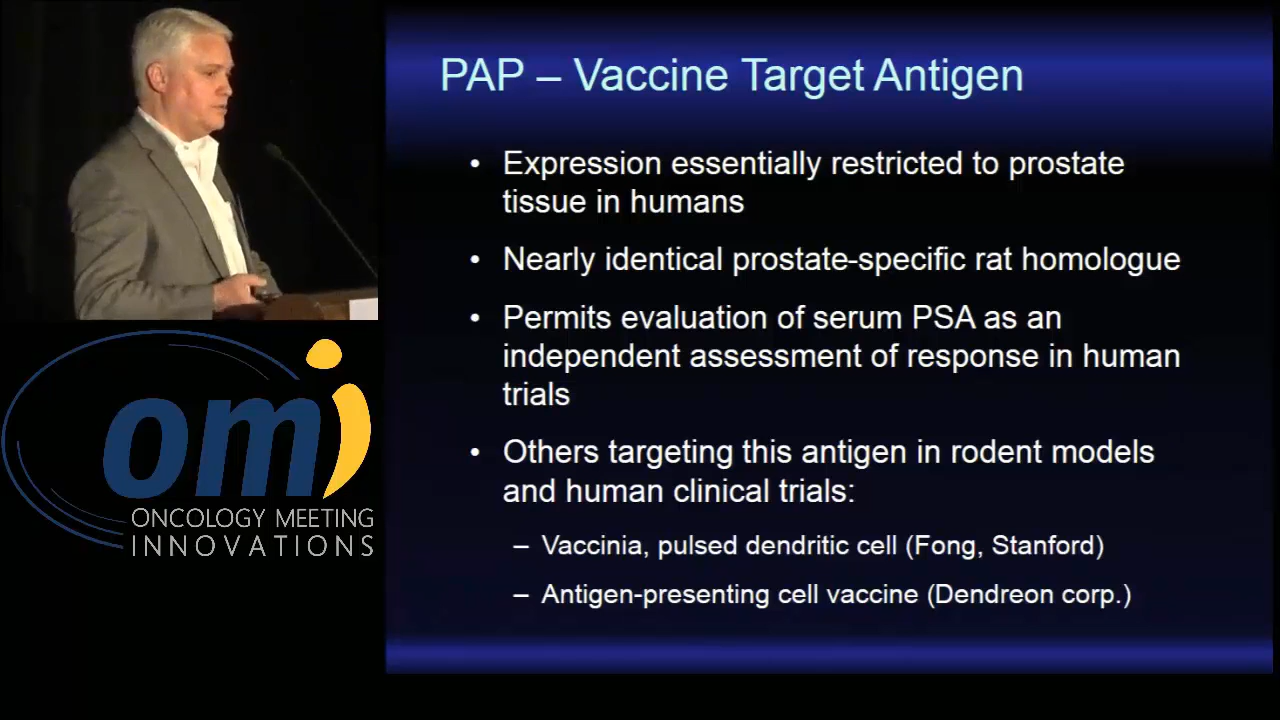 PAP – Vaccine Target Antigen
• Expression essentially restricted to prostate
tissue in humans
• Nearly identical prostate-specific rat homologue
• Permits evaluation of serum PSA as an
independent assessment of response in human
trials
• Others targeting this antigen in rodent models
and human clinical trials:
– Vaccinia, pulsed dendritic cell (Fong, Stanford)
– Antigen-presenting cell vaccine (Dendreon corp.)
omi
ONCOLOGY MEETING
INNOVATIONS